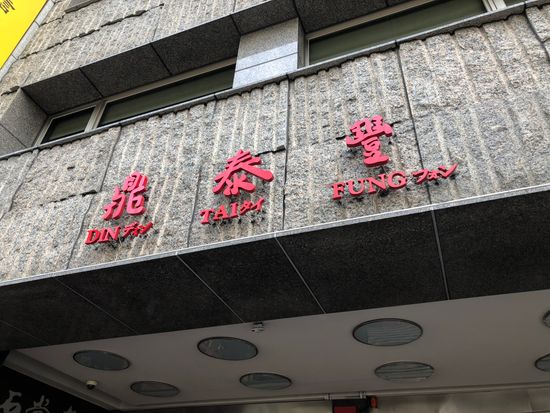 鼎 泰 豐
DIN ディン TAI タイ FUNG フォン